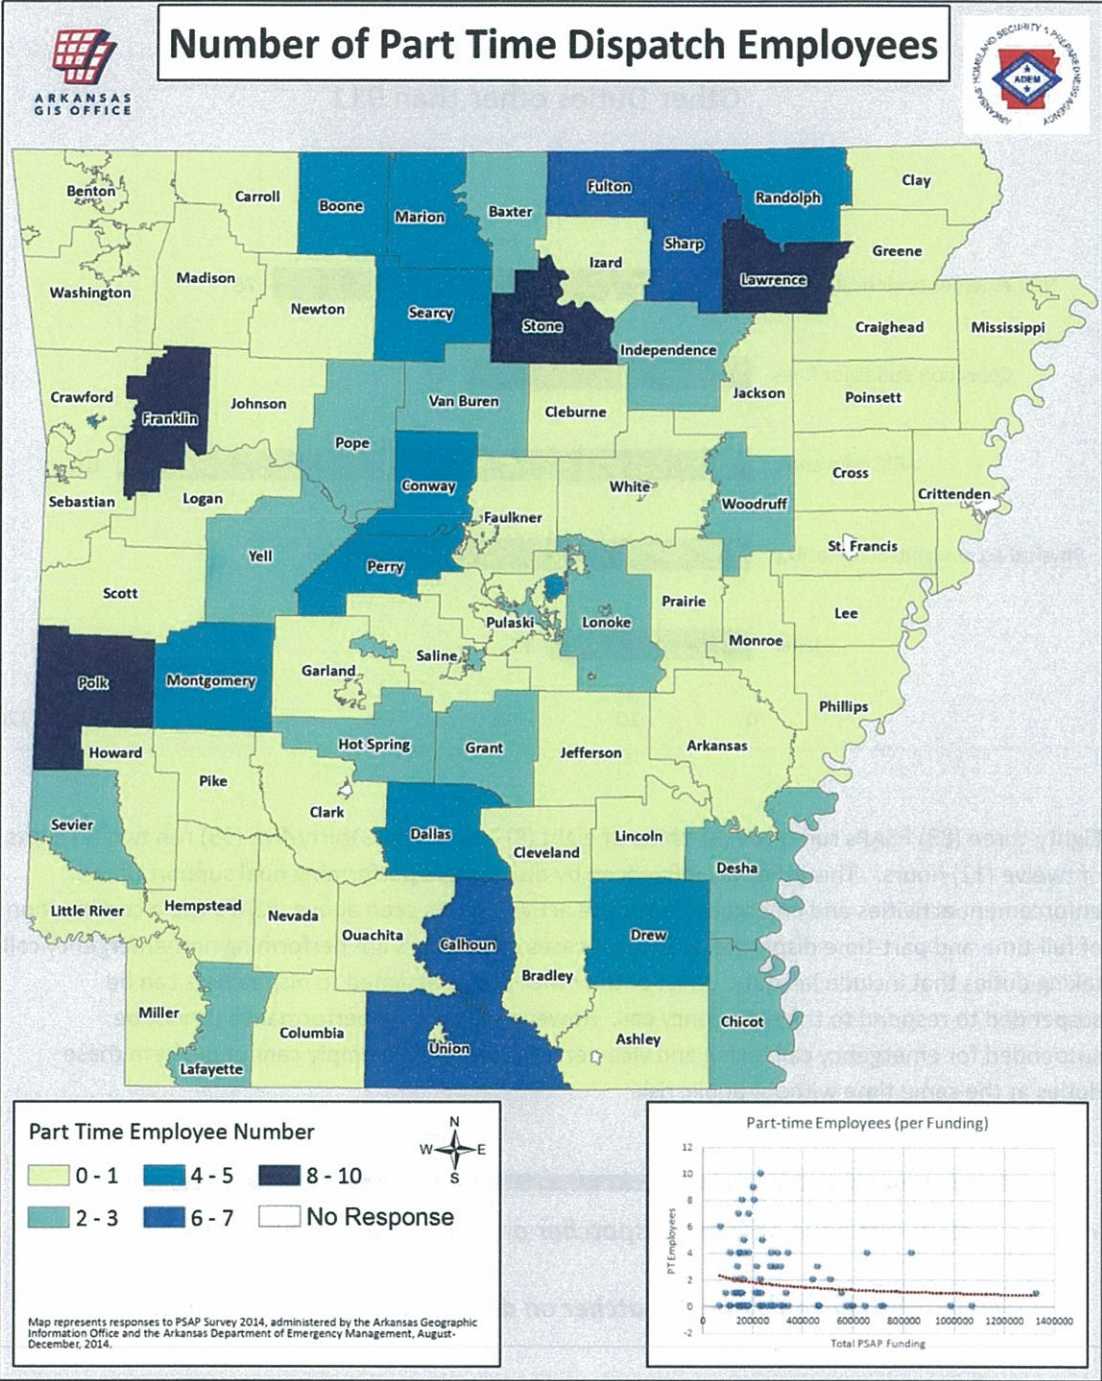 Number of Part Time Dispatch Employees
ARKANSAS
GIS OFFICE
ARKANSAS' HOMELAND SECURITY & PREPAREDNESS AGENCY
ADEM
Benton
Carroll
Boone
Marion
Baxter
Fulton
Randolph
Clay
Sharp
Greene
Izard
Lawrence
Madison
Washington
Newton
Searcy
Stone
Craighead
Mississippi
Independence
Crawford
Franklin
Johnson
Van Buren
Cleburne
Jackson
Poinsett
Pope
Conway
White
Cross
Crittenden
Sebastian
Logan
Woodruff
Faulkner
St. Francis
Yell
Perry
Scott
Prairie
Lee
Pulaski
Lonoke
Monroe
Saline
Garland
Polk
Montgomery
Phillips
Hot Spring
Grant
Arkansas
Howard
Jefferson
Pike
Clark
Sevier
Dallas
Lincoln
Cleveland
Desha
Little River
Hempstead
Nevada
Ouachita
Calhoun
Drew
Bradley
Miller
Columbia
Union
Ashley
Chicot
Lafayette
Part Time Employee Number
N
W E
S
0 - 1 4 - 5 8 - 10
2 - 3 6 - 7 No Response
Map represents responses to PSAP Survey 2014, administered by the Arkansas Geographic
Information Office and the Arkansas Department of Emergency Management, August-
December, 2014.
Part-time Employees (per Funding)
PT Employees
12
10
8
6
4
2
0
-2
0 200000 400000 600000 800000 1000000 1200000 1400000
Total PSAP Funding